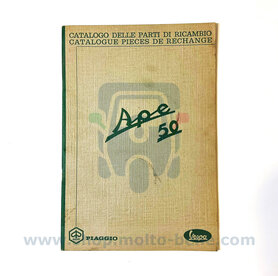 CATALOGO DELLE PARTI DI RICAMBIO
CATALOGUE PIECES DE RECHANGE
Ape
50
PIAGGIO
Vespa